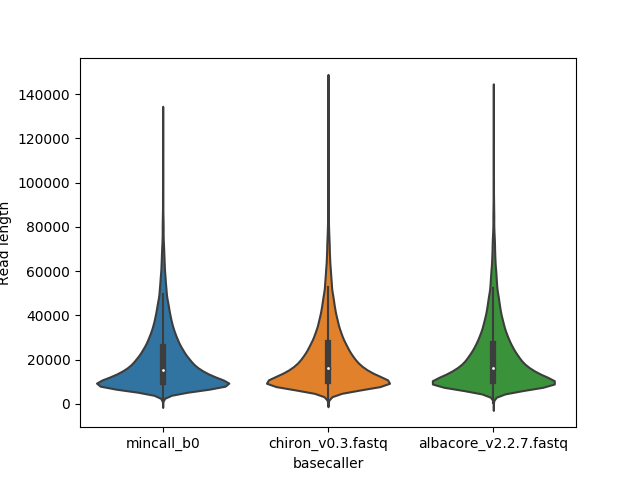 140000
120000
100000
80000
60000
40000
20000
0
Read length
mincall_b0
chiron_v0.3.fastq
albacore_v2.2.7.fastq
basecaller